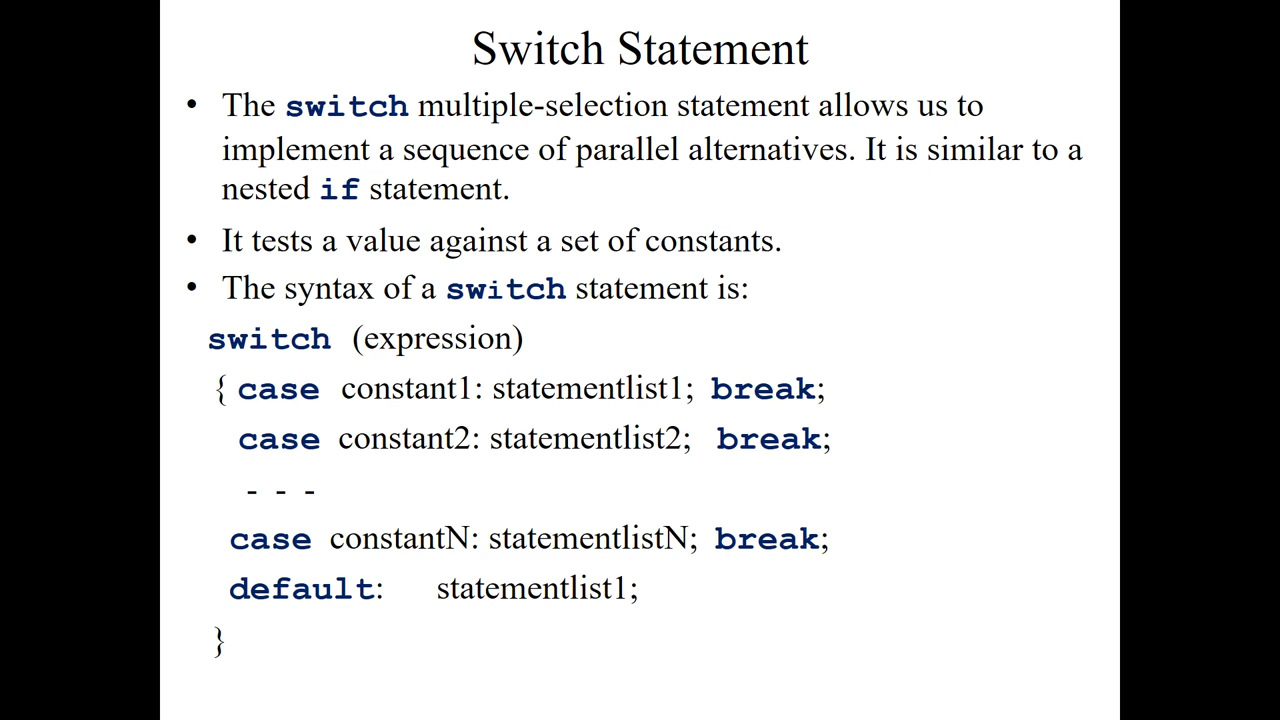 Switch Statement
• The switch multiple-selection statement allows us to
implement a sequence of parallel alternatives. It is similar to a
nested if statement.
• It tests a value against a set of constants.
• The syntax of a switch statement is:
switch (expression)
{ case constant1: statementlist1; break;
case constant2: statementlist2; break;
- - -
case constantN: statementlistN; break;
default: statementlist1;
}